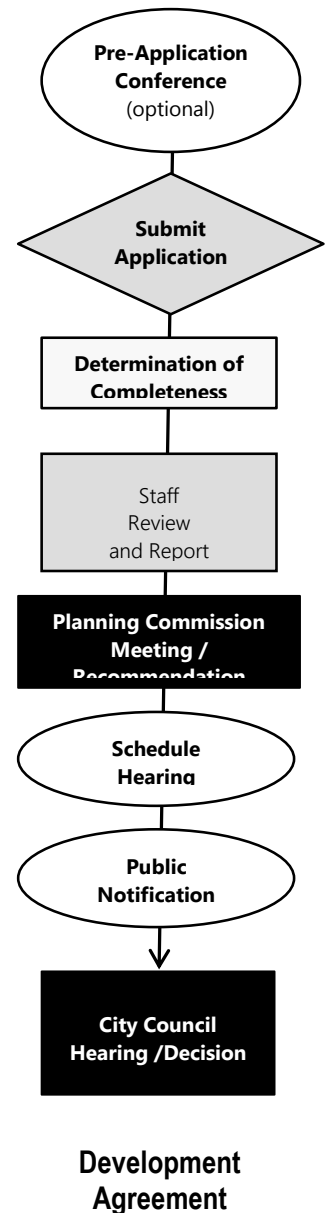 Pre-Application
Conference
(optional)
Submit
Application
Determination of
Completeness
Staff
Review
and Report
Planning Commission
Meeting /
Recommendation
Schedule
Hearing
Public
Notification
City Council
Hearing /Decision
Development
Agreement